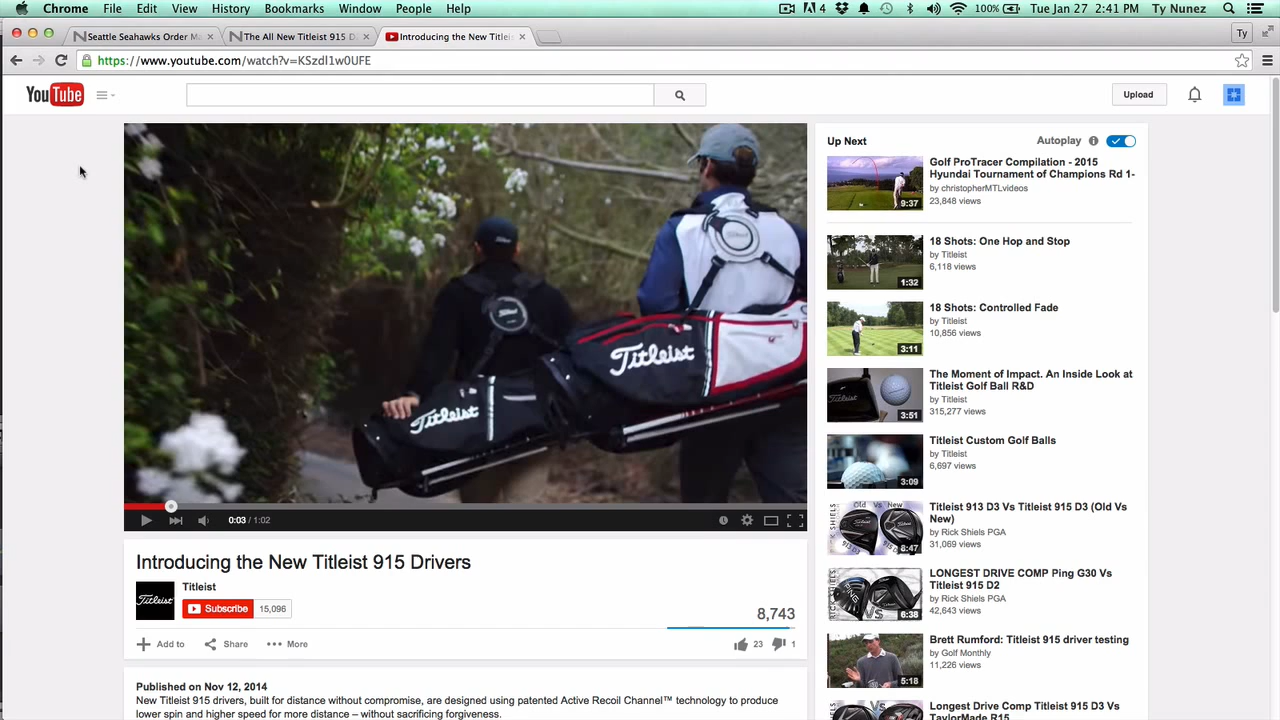 Chrome File Edit View History Bookmarks Window People Help 4 100% Tue Jan 27 2:41 PM Ty Nunez
Seattle Seahawks Order Ma The All New Titleist 915 D Introducing the New Titleis Ty
https://www.youtube.com/watch?v=KSzdl1w0UFE
YouTube Upload
Titleist
Titleist
0:03 / 1:02
Introducing the New Titleist 915 Drivers
Titleist
Titleist
Subscribe 15,096
8,743
Add to Share More 23 1
Published on Nov 12, 2014
New Titleist 915 drivers, built for distance without compromise, are designed using patented Active Recoil Channel™ technology to produce
lower spin and higher speed for more distance – without sacrificing forgiveness.
Up Next Autoplay
Golf ProTracer Compilation - 2015
Hyundai Tournament of Champions Rd 1-
by christopherMTLvideos
23,848 views
9:37
18 Shots: One Hop and Stop
by Titleist
6,118 views
1:32
18 Shots: Controlled Fade
by Titleist
10,856 views
3:11
The Moment of Impact. An Inside Look at
Titleist Golf Ball R&D
by Titleist
315,277 views
3:51
Titleist Custom Golf Balls
by Titleist
6,697 views
3:09
Titleist 913 D3 Vs Titleist 915 D3 (Old Vs
New)
by Rick Shiels PGA
31,069 views
Old Vs New
8:47
LONGEST DRIVE COMP Ping G30 Vs
Titleist 915 D2
by Rick Shiels PGA
42,643 views
VS
6:38
Brett Rumford: Titleist 915 driver testing
by Golf Monthly
11,226 views
5:18
Longest Drive Comp Titleist 915 D3 Vs
TaylorMade R15